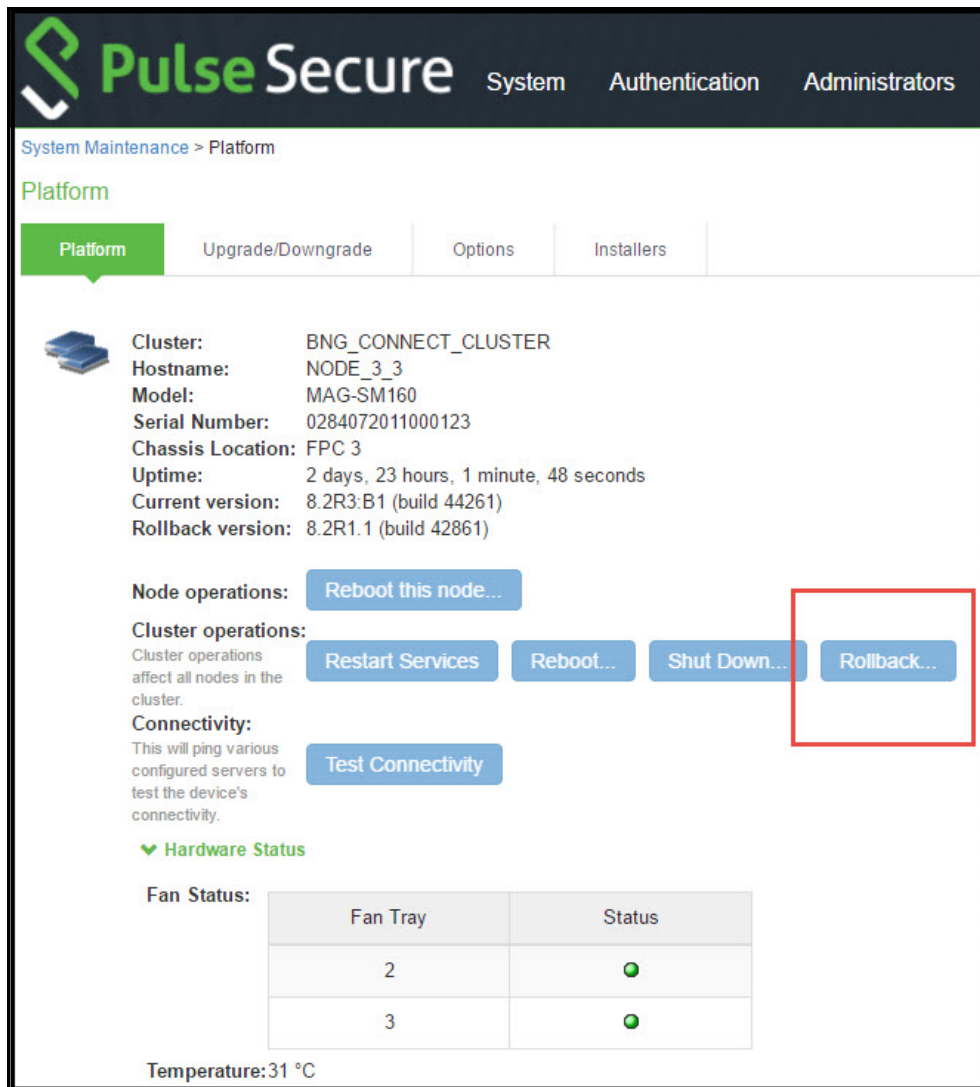 Pulse Secure System Authentication Administrators
System Maintenance > Platform
Platform
Platform Upgrade/Downgrade Options Installers
Cluster: BNG_CONNECT_CLUSTER
Hostname: NODE_3_3
Model: MAG-SM160
Serial Number: 0284072011000123
Chassis Location: FPC 3
Uptime: 2 days, 23 hours, 1 minute, 48 seconds
Current version: 8.2R3:B1 (build 44261)
Rollback version: 8.2R1.1 (build 42861)
Node operations: Reboot this node...
Cluster operations:
Cluster operations
affect all nodes in the
cluster.
Restart Services Reboot... Shut Down... Rollback...
Connectivity:
This will ping various
configured servers to
test the device's
connectivity.
Test Connectivity
Hardware Status
Fan Status:
Fan Tray Status
2
3
Temperature: 31 °C